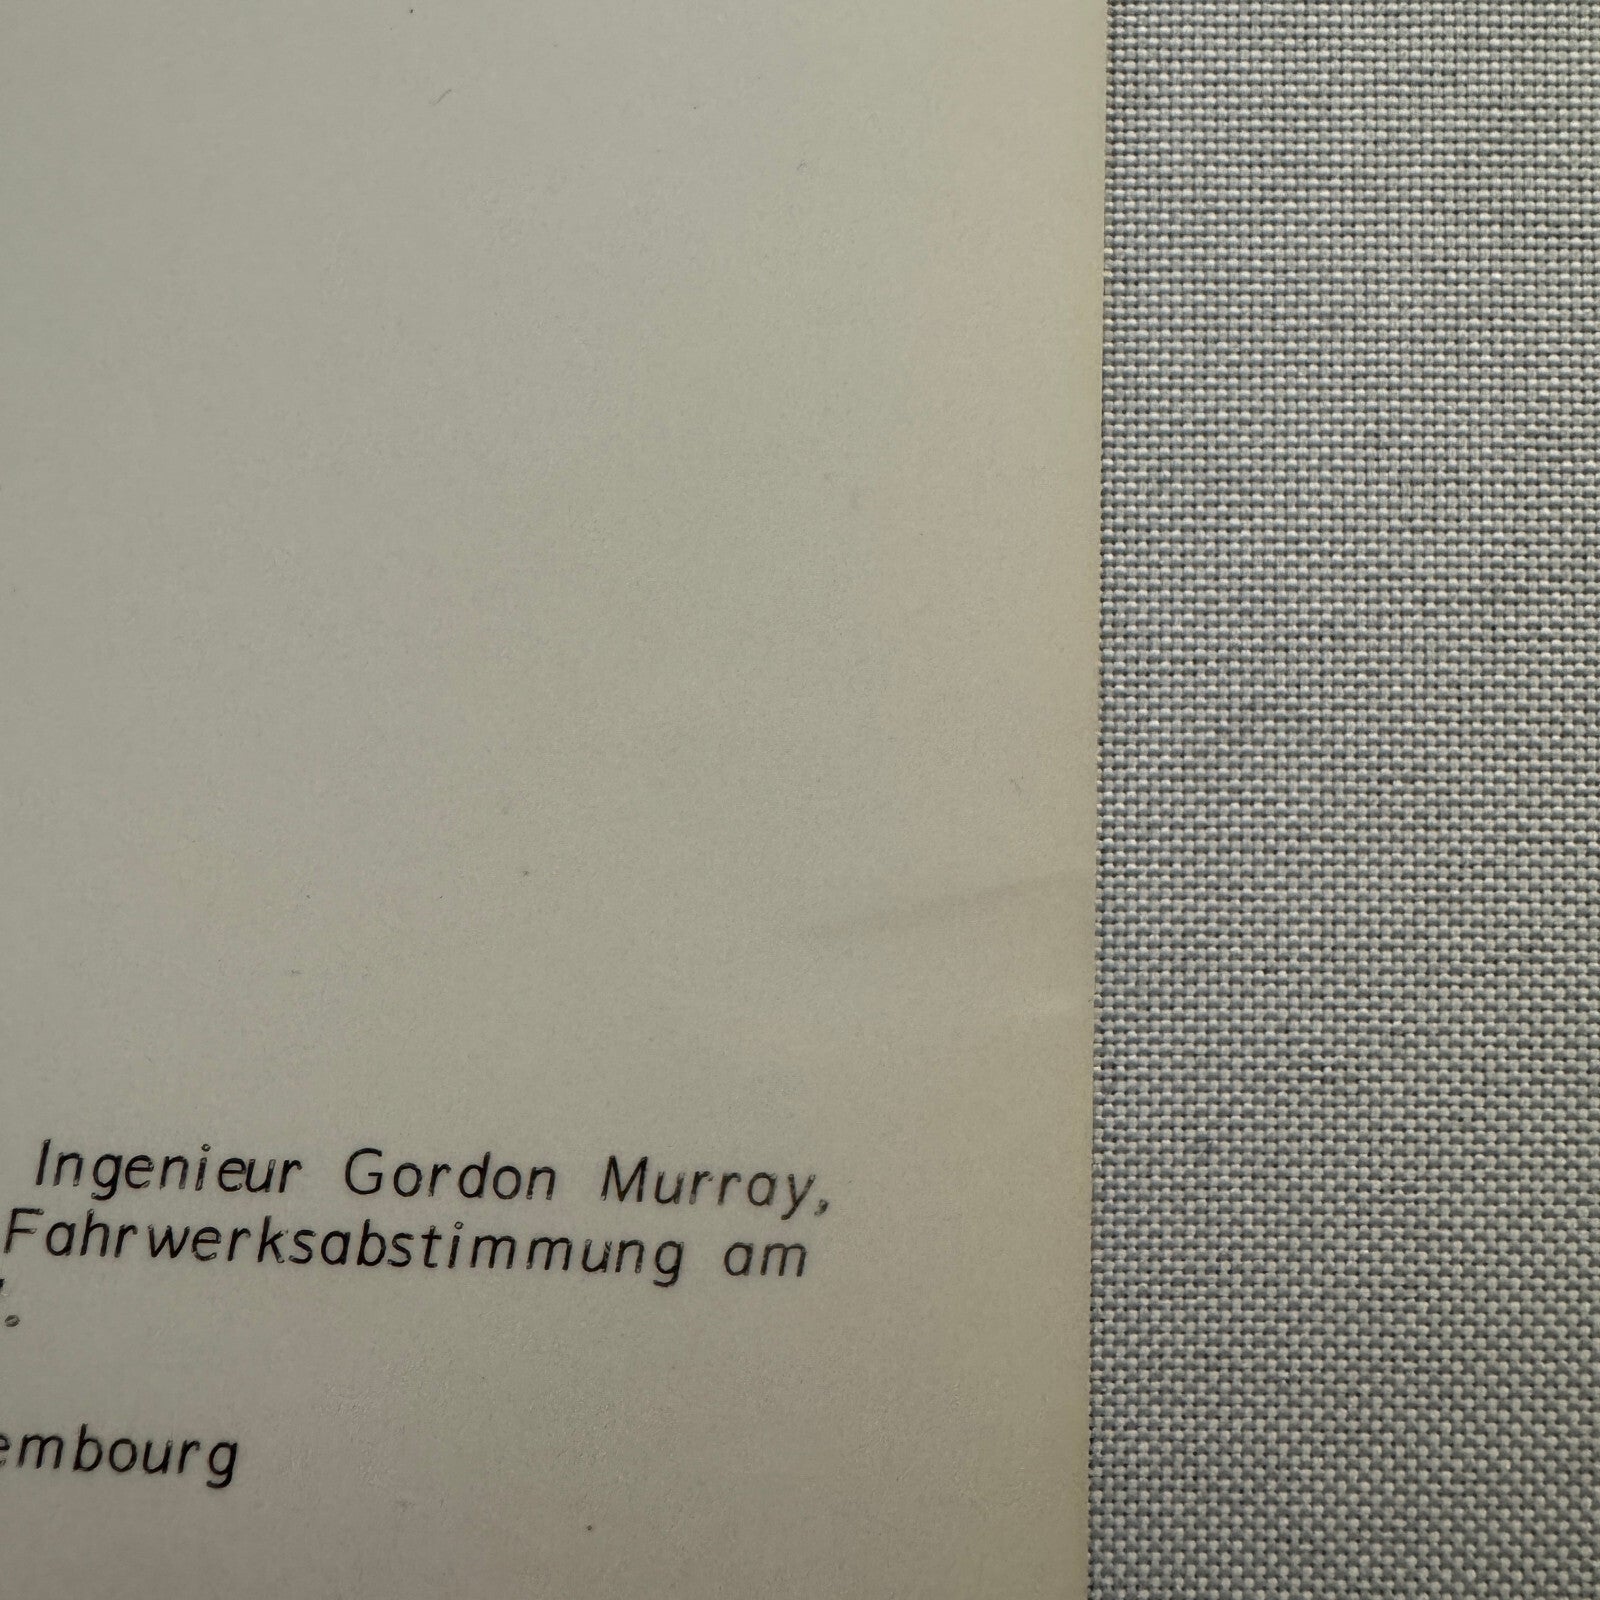 Ingenieur Gordon Murray,
Fahrwerksabstimmung am
embourg